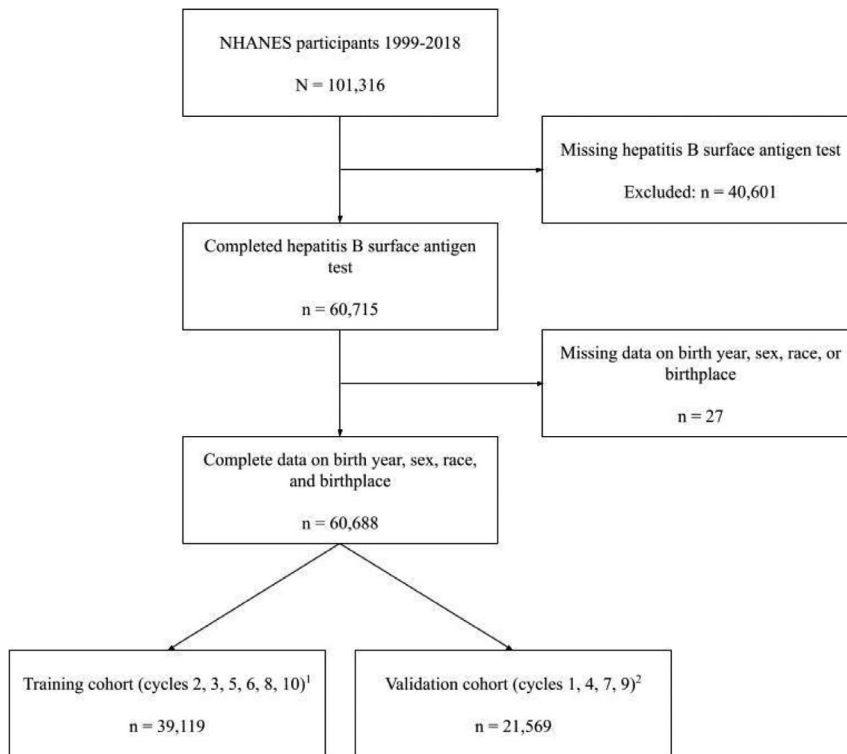 NHANES participants 1999-2018
N = 101,316
Missing hepatitis B surface antigen test
Excluded: n = 40,601
Completed hepatitis B surface antigen
test
n = 60,715
Missing data on birth year, sex, race, or
birthplace
n = 27
Complete data on birth year, sex, race,
and birthplace
n = 60,688
Training cohort (cycles 2, 3, 5, 6, 8, 10)¹
n = 39,119
Validation cohort (cycles 1, 4, 7, 9)²
n = 21,569